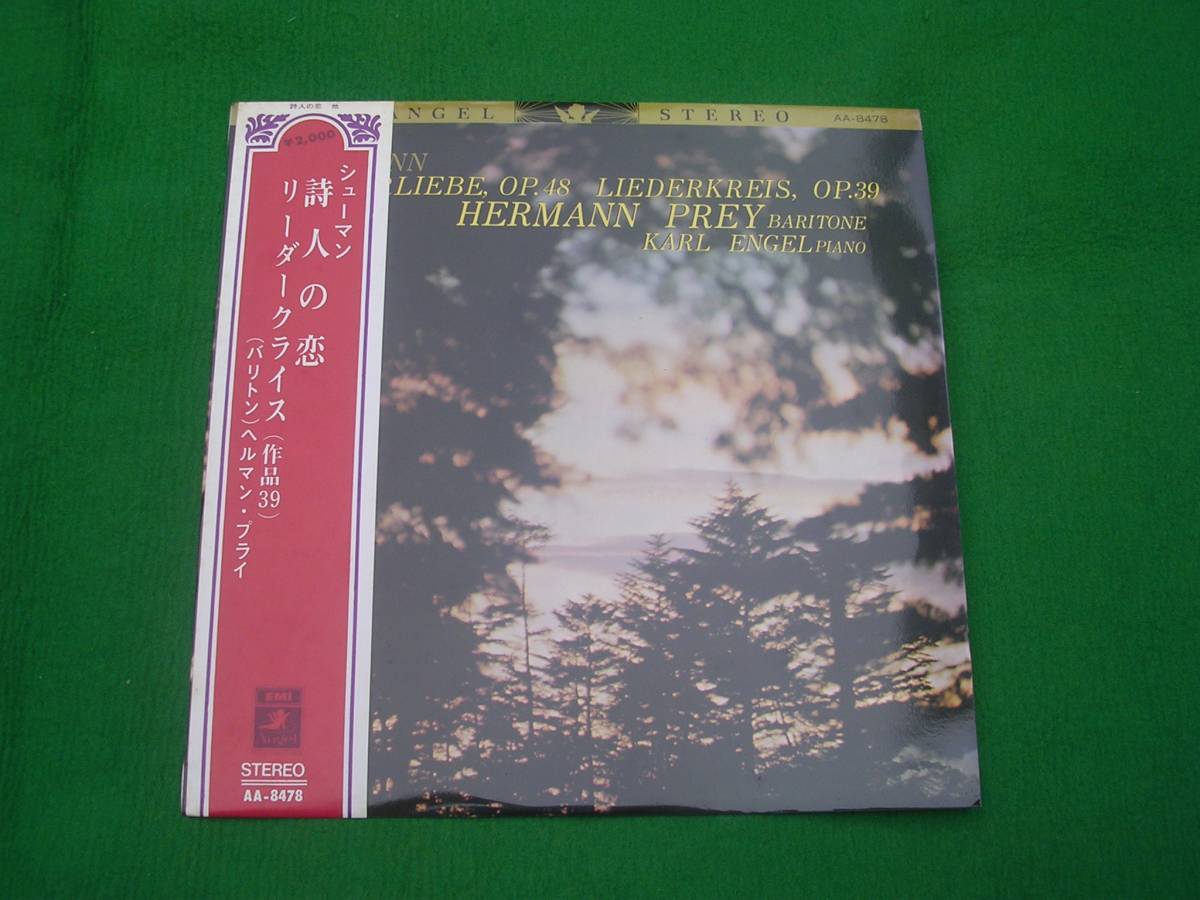 詩人の恋 他
¥2,000
シューマン
詩人の恋
リーダークライス(作品39)
(バリトン)ヘルマン・プライ
EMI
Angel
STEREO
AA-8478
ANGEL STEREO AA-8478
NN
RLIEBE, OP.48 LIEDERKREIS, OP.39
HERMANN PREY BARITONE
KARL ENGEL PIANO